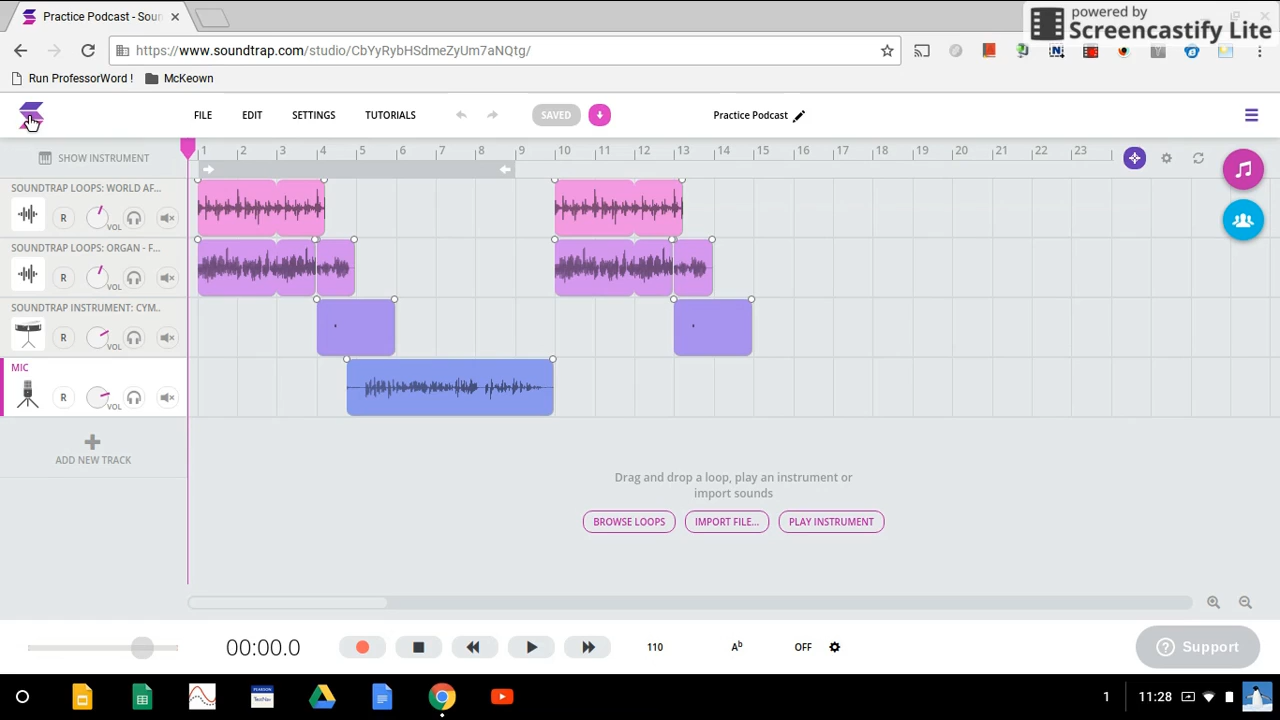 Practice Podcast - Soun
powered by
Screencastify Lite
https://www.soundtrap.com/studio/CbYyRybHSdmeZyUm7aNQtg/
Run ProfessorWord !
McKeown
FILE
EDIT
SETTINGS
TUTORIALS
SAVED
Practice Podcast
SHOW INSTRUMENT
1 2 3 4 5 6 7 8 9 10 11 12 13 14 15 16 17 18 19 20 21 22 23
SOUNDTRAP LOOPS: WORLD AF...
R
VOL
SOUNDTRAP LOOPS: ORGAN - F...
R
VOL
SOUNDTRAP INSTRUMENT: CYM...
R
VOL
MIC
R
VOL
ADD NEW TRACK
Drag and drop a loop, play an instrument or
import sounds
BROWSE LOOPS
IMPORT FILE...
PLAY INSTRUMENT
00:00.0
110
Ab
OFF
Support
1
11:28